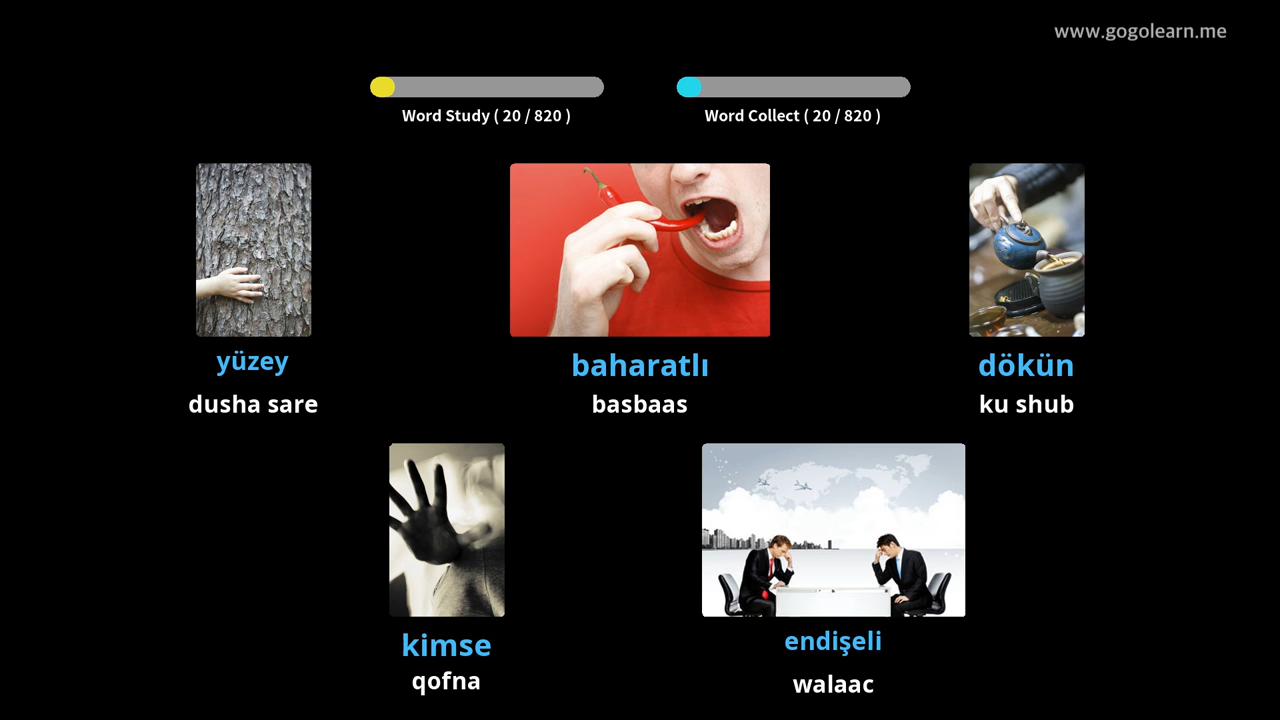 www.gogolearn.me
Word Study ( 20 / 820 )
Word Collect ( 20 / 820 )
yüzey
dusha sare
baharatlı
basbaas
dökün
ku shub
kimse
qofna
endişeli
walaac